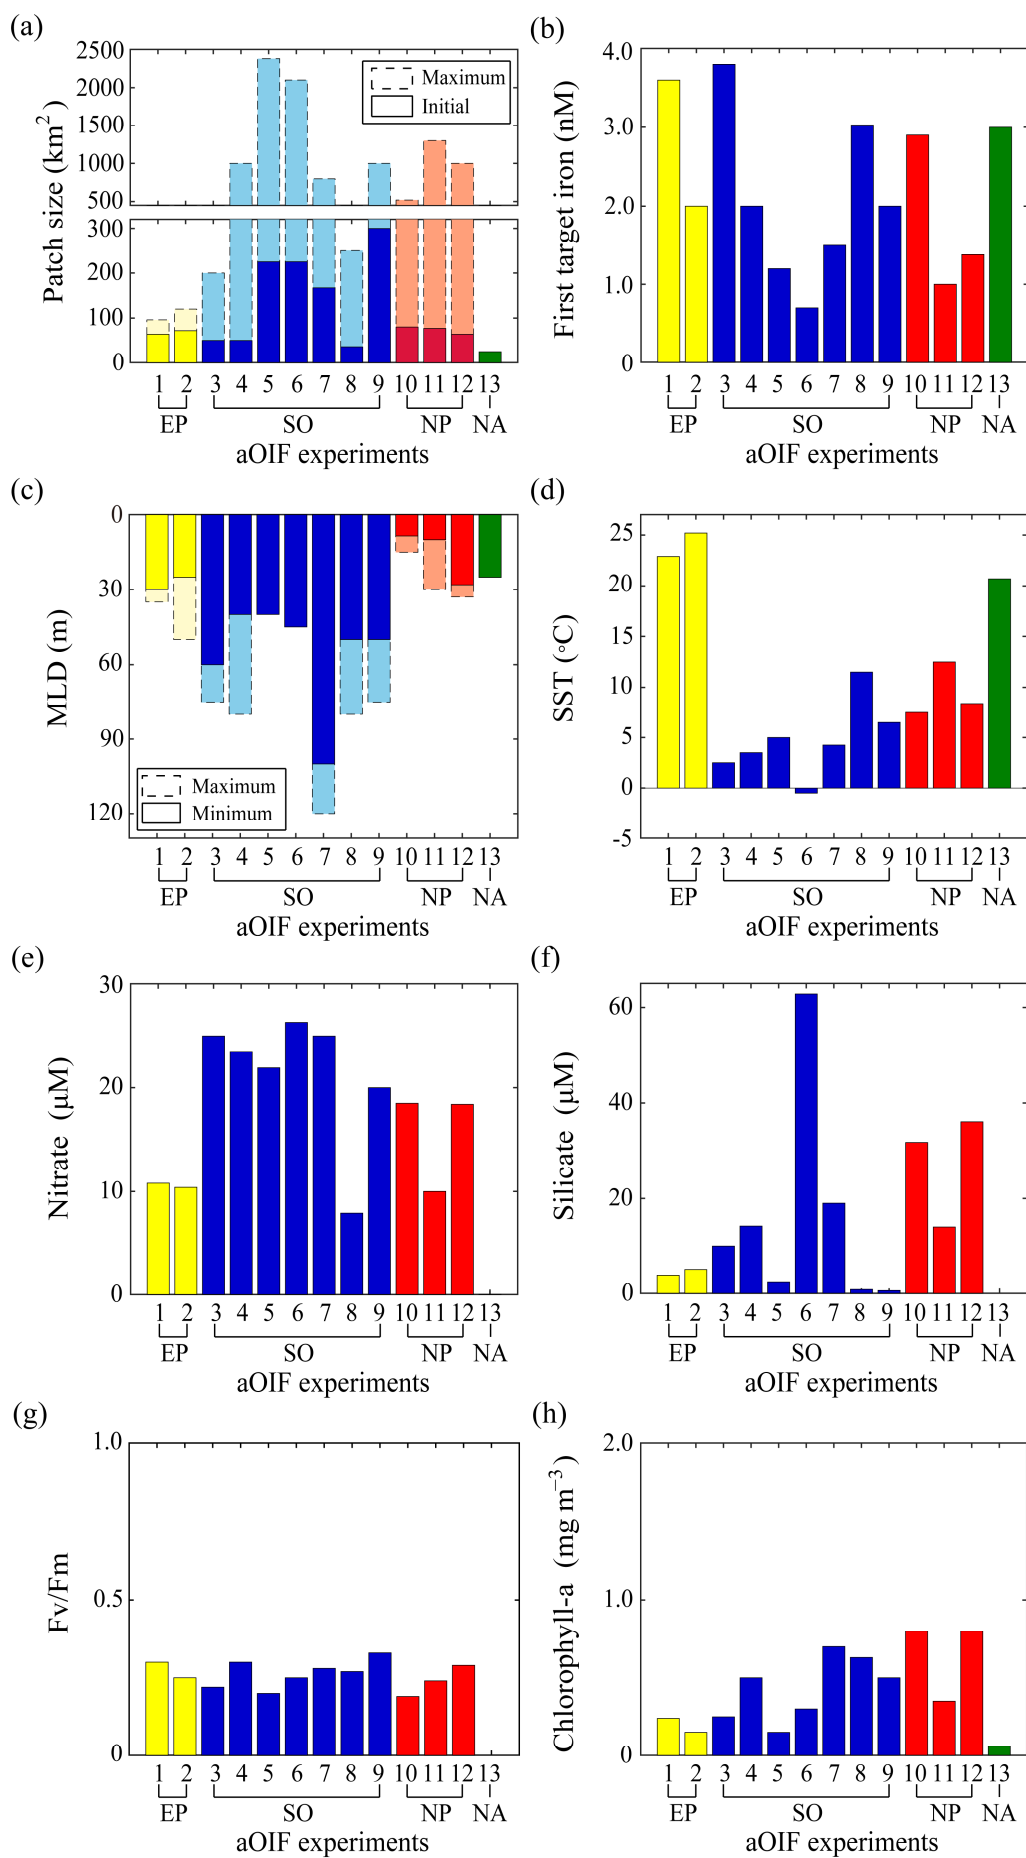 (a)
Patch size (km²)
2500
2000
1500
1000
500
300
200
100
0
Maximum
Initial
1 2 3 4 5 6 7 8 9 10 11 12 13
EP SO NP NA
aOIF experiments
(b)
First target iron (nM)
4.0
3.0
2.0
1.0
0
1 2 3 4 5 6 7 8 9 10 11 12 13
EP SO NP NA
aOIF experiments
(c)
MLD (m)
0
30
60
90
120
Maximum
Minimum
1 2 3 4 5 6 7 8 9 10 11 12 13
EP SO NP NA
aOIF experiments
(d)
SST (°C)
25
20
15
10
5
0
-5
1 2 3 4 5 6 7 8 9 10 11 12 13
EP SO NP NA
aOIF experiments
(e)
Nitrate (μM)
30
20
10
0
1 2 3 4 5 6 7 8 9 10 11 12 13
EP SO NP NA
aOIF experiments
(f)
Silicate (μM)
60
40
20
0
1 2 3 4 5 6 7 8 9 10 11 12 13
EP SO NP NA
aOIF experiments
(g)
Fv/Fm
1.0
0.5
0
1 2 3 4 5 6 7 8 9 10 11 12 13
EP SO NP NA
aOIF experiments
(h)
Chlorophyll-a (mg m⁻³)
2.0
1.0
0
1 2 3 4 5 6 7 8 9 10 11 12 13
EP SO NP NA
aOIF experiments